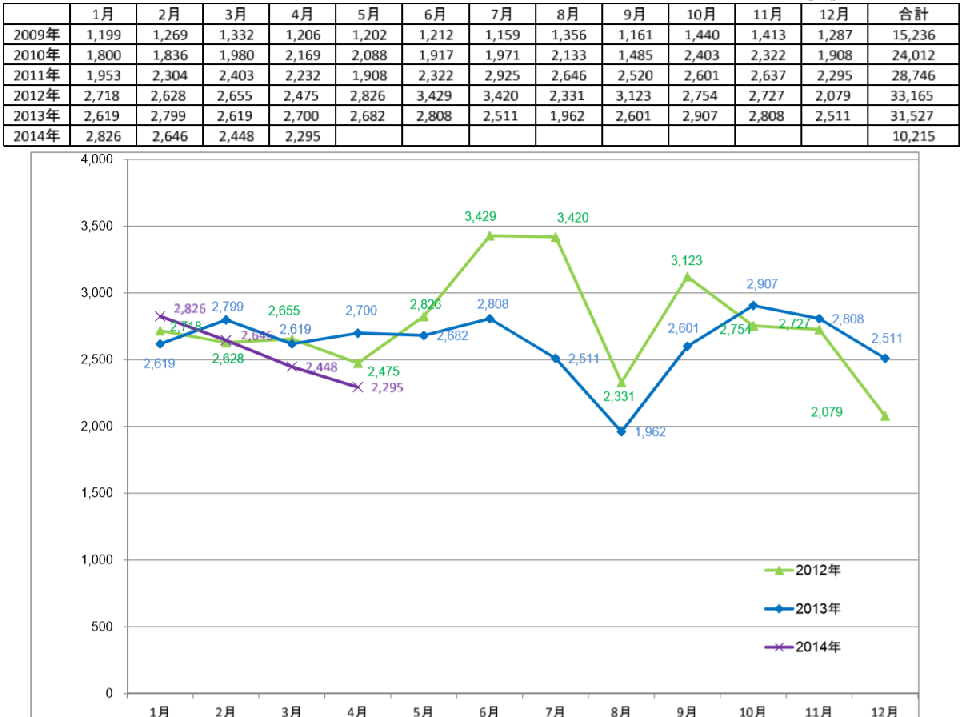 1月 2月 3月 4月 5月 6月 7月 8月 9月 10月 11月 12月 合計
2009年 1,199 1,269 1,332 1,206 1,202 1,212 1,159 1,356 1,161 1,440 1,413 1,287 15,236
2010年 1,800 1,836 1,980 2,169 2,088 1,917 1,971 2,133 1,485 2,403 2,322 1,908 24,012
2011年 1,953 2,304 2,403 2,232 1,908 2,322 2,925 2,646 2,520 2,601 2,637 2,295 28,746
2012年 2,718 2,628 2,655 2,475 2,826 3,429 3,420 2,331 3,123 2,754 2,727 2,079 33,165
2013年 2,619 2,799 2,619 2,700 2,682 2,808 2,511 1,962 2,601 2,907 2,808 2,511 31,527
2014年 2,826 2,646 2,448 2,295 10,215
4,000
3,429 3,420
3,500
3,123
3,000
2,907
2,826 2,799 2,655 2,700 2,826 2,808
2,718 2,646 2,619 2,682 2,601 2,754 2,727 2,808
2,511
2,500
2,619 2,628 2,448 2,475 2,511
2,295 2,331
2,079
2,000
1,962
1,500
1,000
2012年
500
2013年
2014年
0
1月 2月 3月 4月 5月 6月 7月 8月 9月 10月 11月 12月